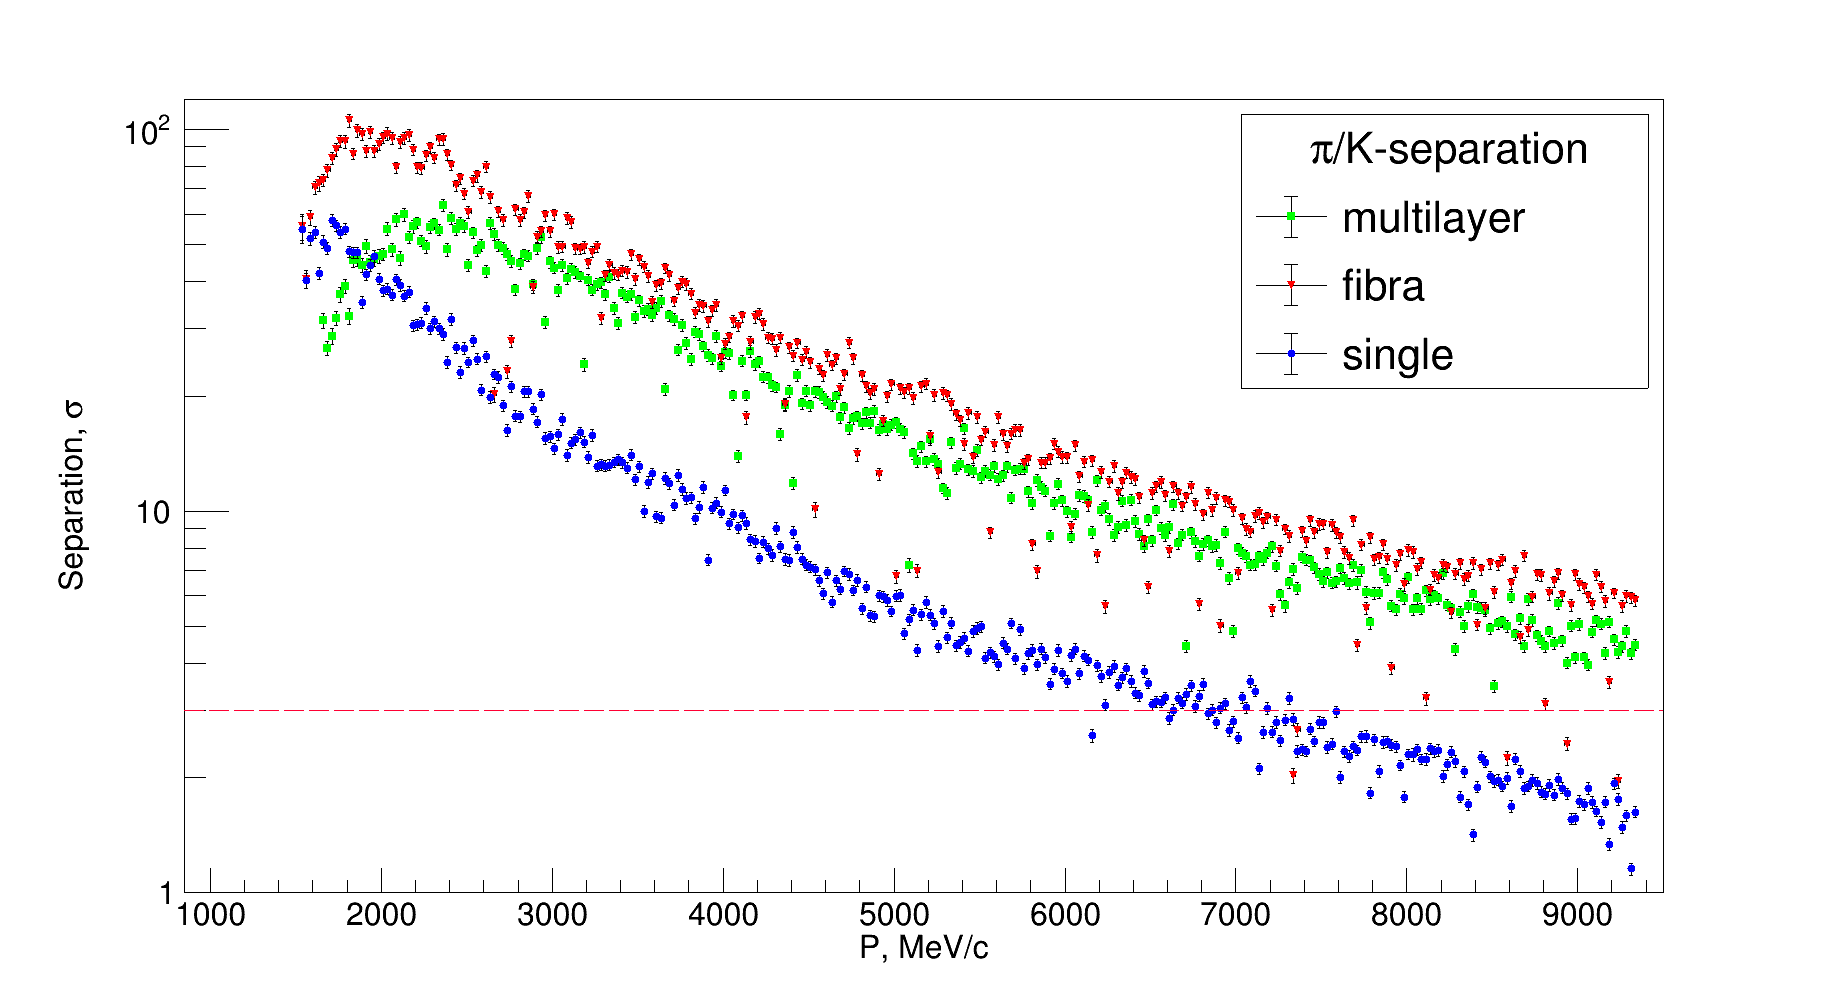 π/K-separation
multilayer
fibra
single
Separation, σ
10²
10
1
1000 2000 3000 4000 5000 6000 7000 8000 9000
P, MeV/c